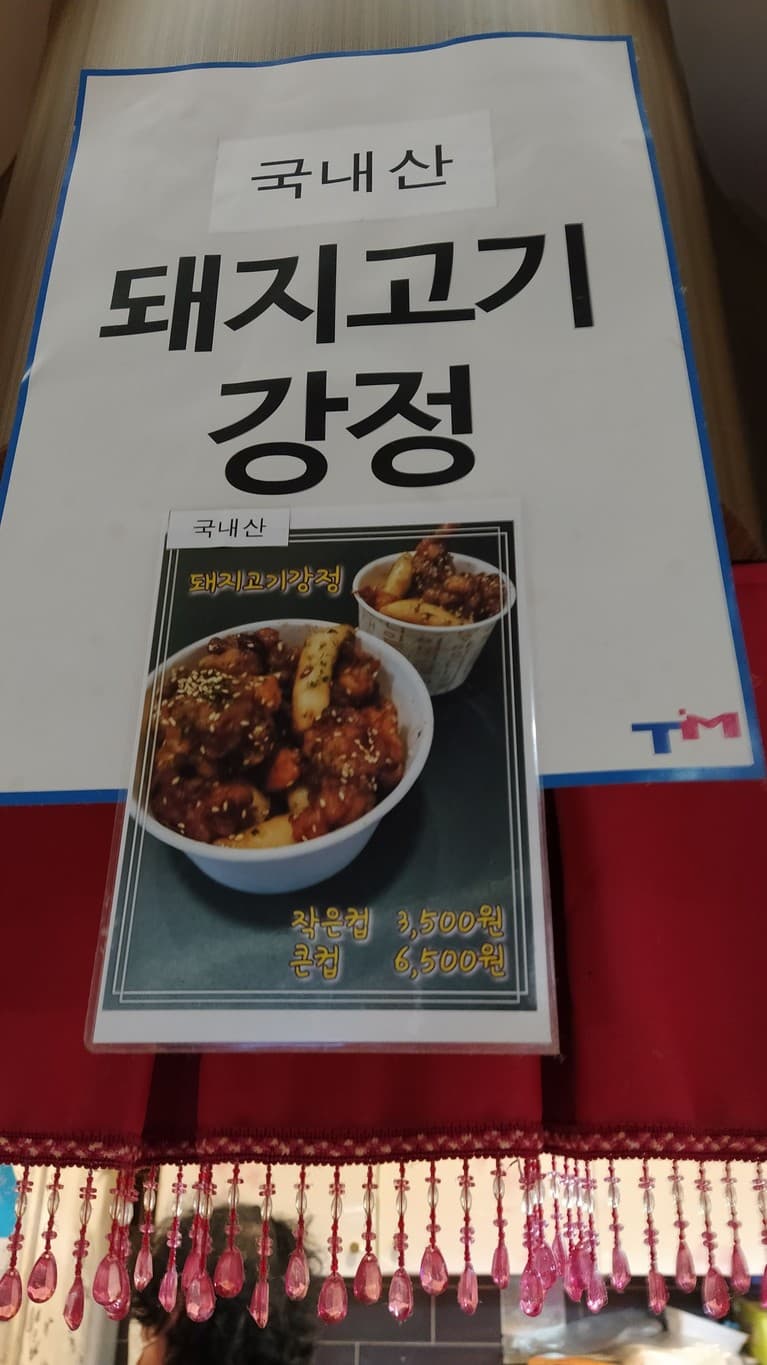 국내산
돼지고기
강정
국내산
돼지고기강정
작은컵 3,500원
큰컵 6,500원
TM